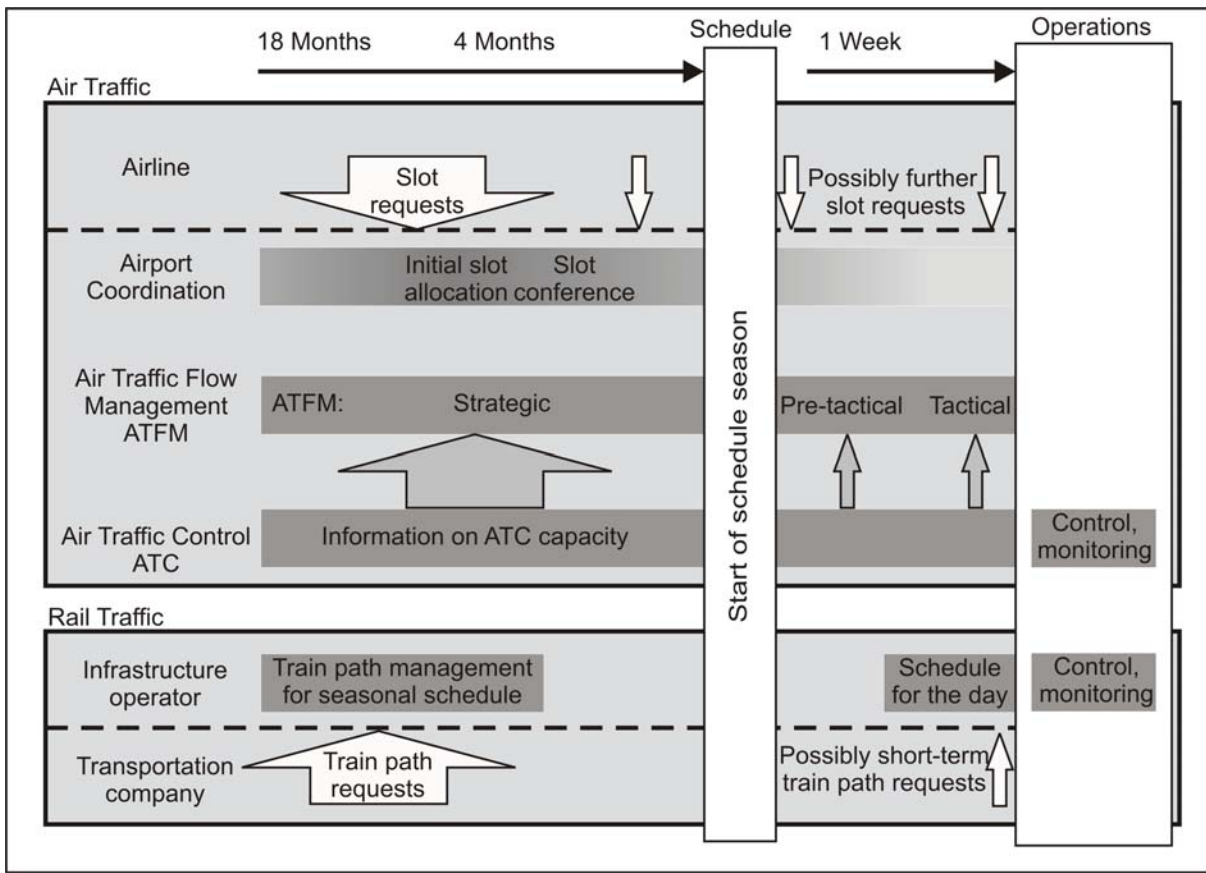 Schedule
Operations
18 Months
4 Months
1 Week
Air Traffic
Airline
Slot
requests
Possibly further
slot requests
Airport
Coordination
Initial slot
allocation
Slot
conference
Start of schedule season
Air Traffic Flow
Management
ATFM
ATFM:
Strategic
Pre-tactical
Tactical
Air Traffic Control
ATC
Information on ATC capacity
Control,
monitoring
Rail Traffic
Infrastructure
operator
Train path management
for seasonal schedule
Schedule
for the day
Control,
monitoring
Transportation
company
Train path
requests
Possibly short-term
train path requests